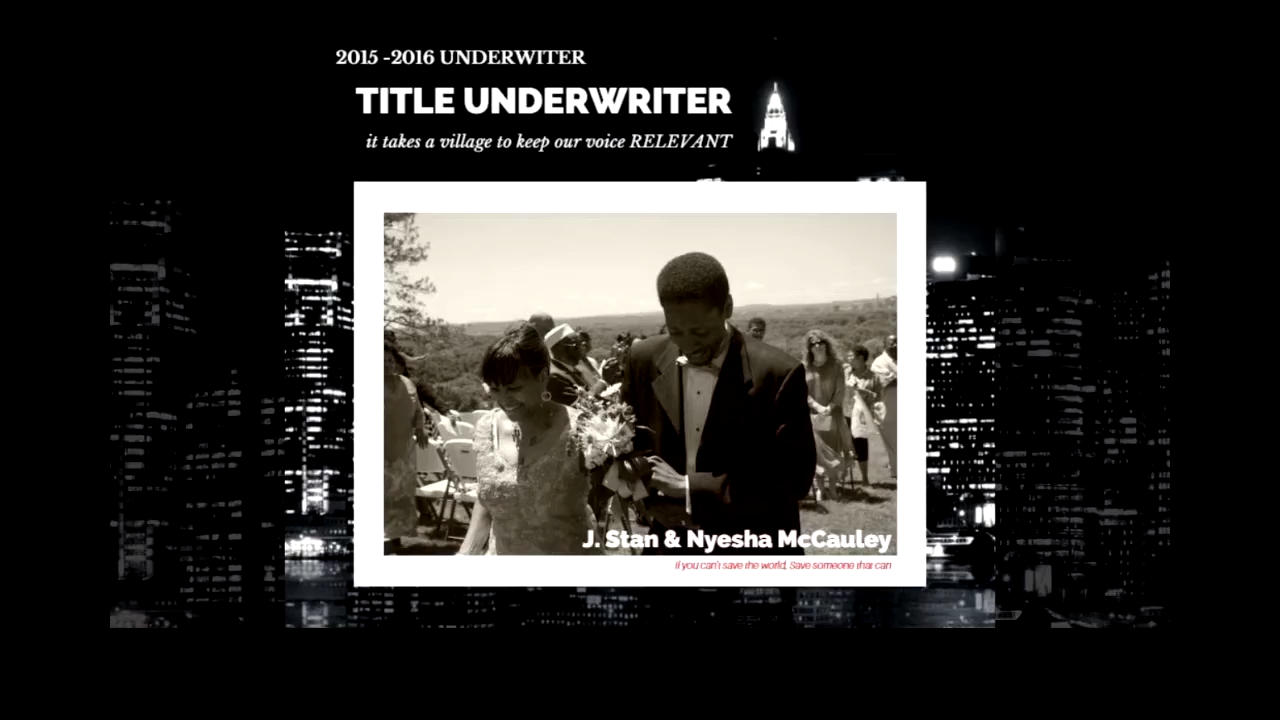 2015 -2016 UNDERWITER
TITLE UNDERWRITER
it takes a village to keep our voice RELEVANT
J. Stan & Nyesha McCauley
if you can't save the world, Save someone that can